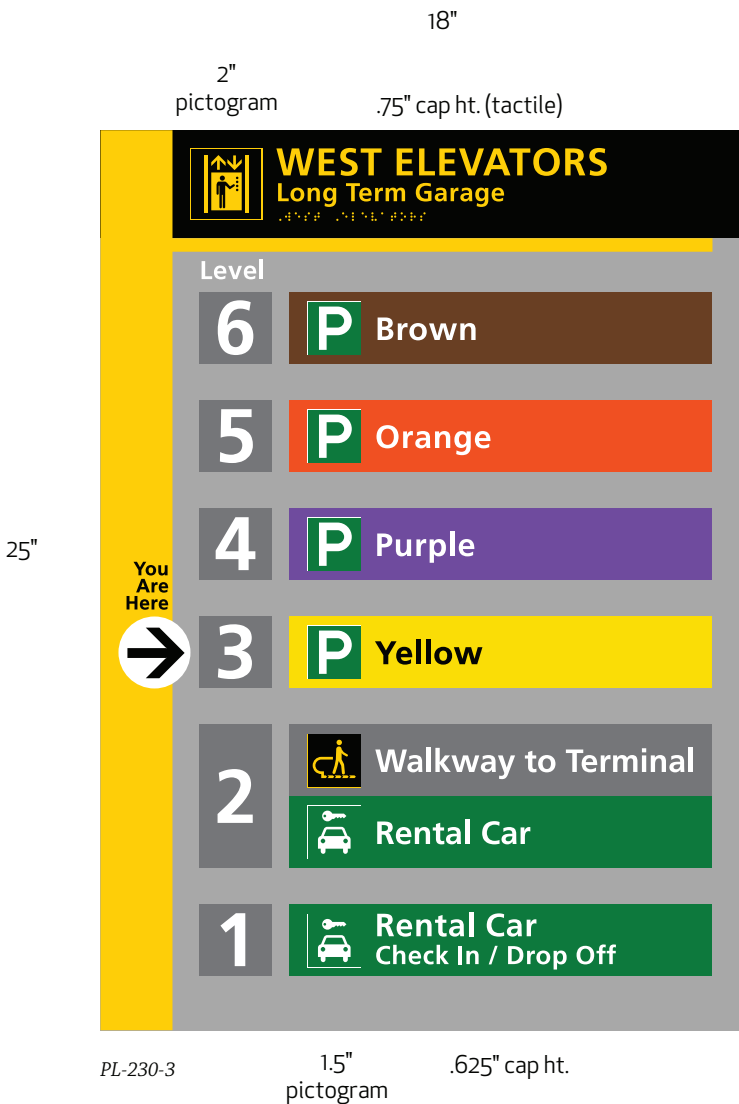 18"
2"
pictogram
.75" cap ht. (tactile)
WEST ELEVATORS
Long Term Garage
Level
6
P Brown
5
P Orange
4
P Purple
25"
You
Are
Here
3
P Yellow
2
Walkway to Terminal
Rental Car
1
Rental Car
Check In / Drop Off
PL-230-3
1.5"
pictogram
.625" cap ht.